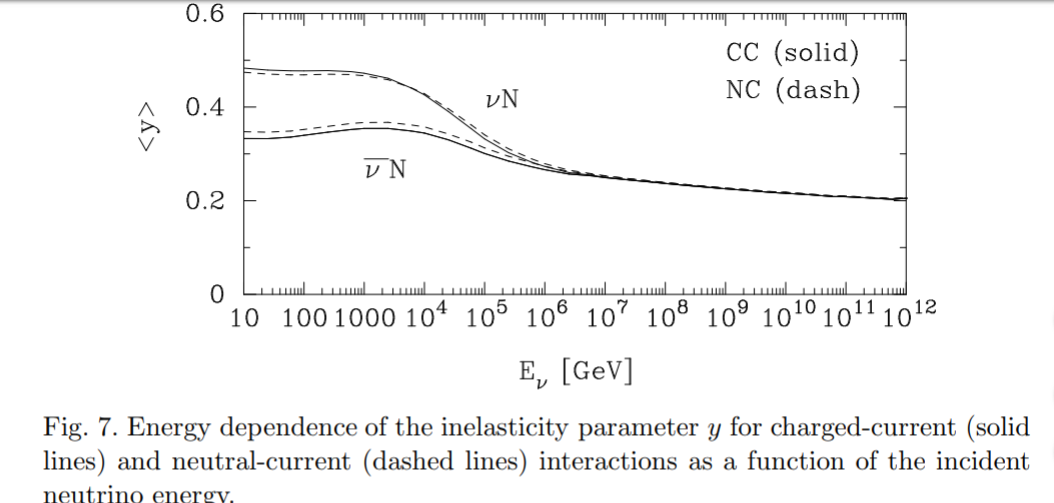 0.6
CC (solid)
NC (dash)
νN
0.4
<y>
ν̅ N
0.2
0
10 100 1000 10⁴ 10⁵ 10⁶ 10⁷ 10⁸ 10⁹ 10¹⁰ 10¹¹ 10¹²
E_ν [GeV]
Fig. 7. Energy dependence of the inelasticity parameter y for charged-current (solid
lines) and neutral-current (dashed lines) interactions as a function of the incident
neutrino energy.